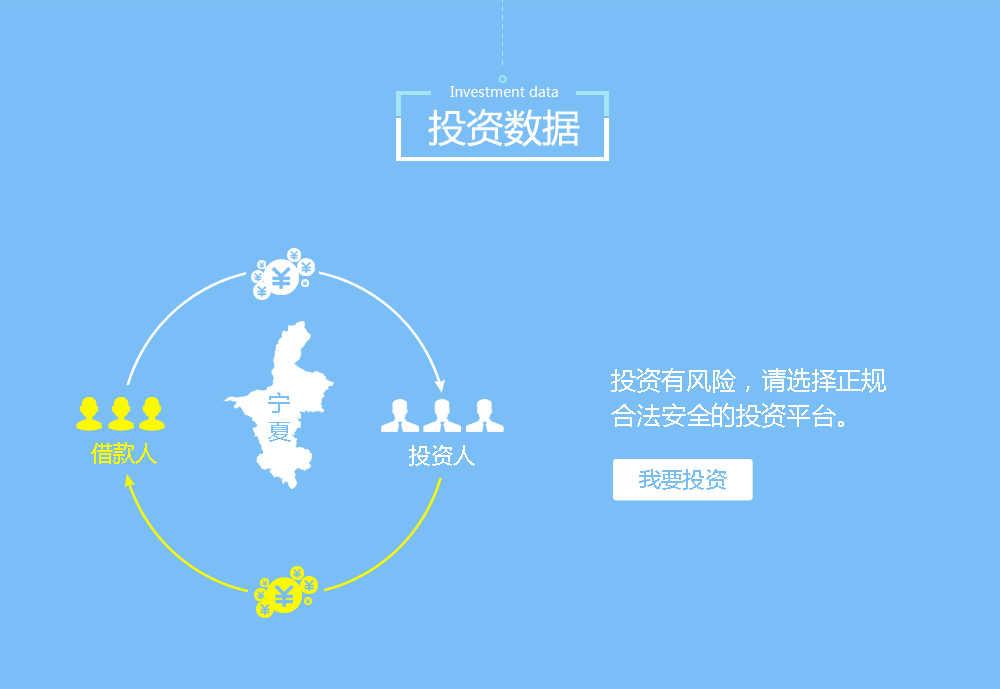 Investment data
投资数据
宁
夏
借款人
投资人
投资有风险，请选择正规
合法安全的投资平台。
我要投资